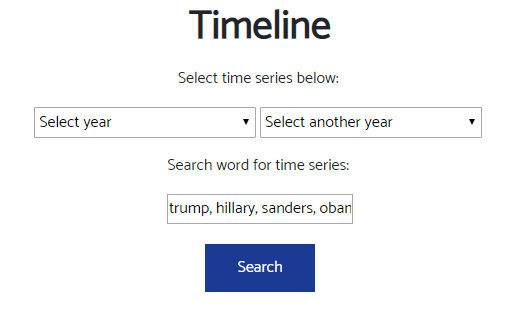 Timeline
Select time series below:
Select year Select another year
Search word for time series:
trump, hillary, sanders, oban
Search